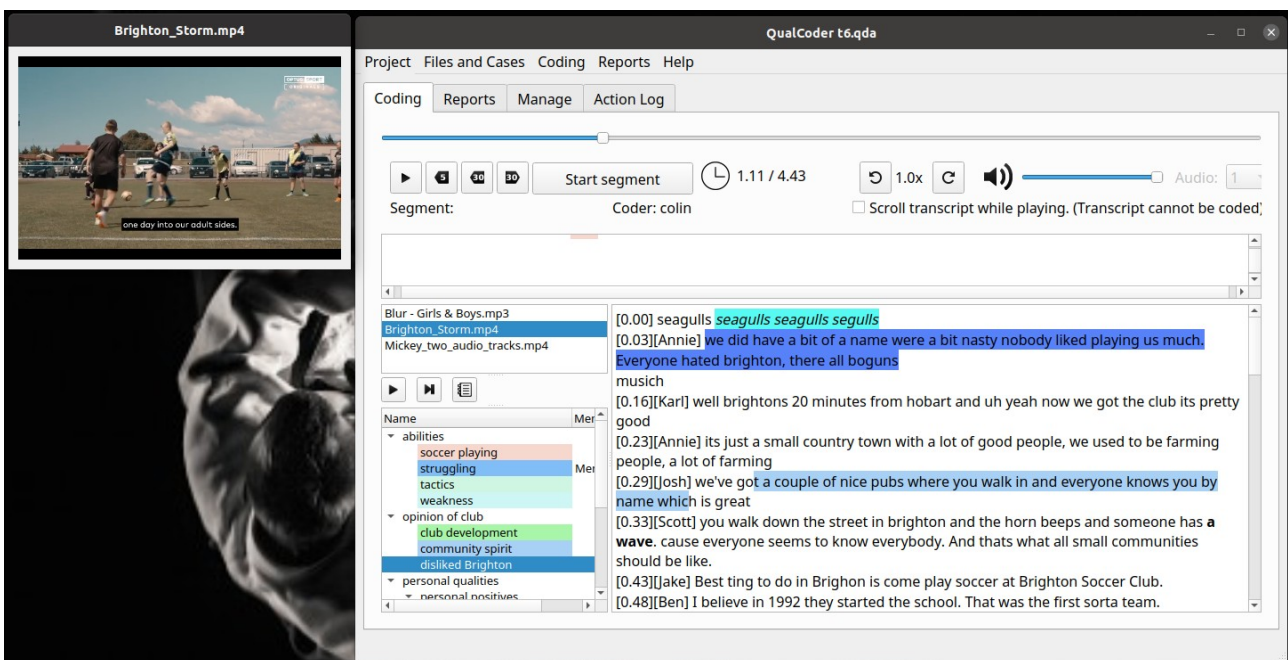 Brighton_Storm.mp4
QualCoder t6.qda
OPTUS SPORT
one day into our adult sides.
Project Files and Cases Coding Reports Help
Coding Reports Manage Action Log
5 30 30 Start segment 1.11 / 4.43 1.0x Audio: 1
Segment: Coder: colin Scroll transcript while playing. (Transcript cannot be coded)
Blur - Girls & Boys.mp3
Brighton_Storm.mp4
Mickey_two_audio_tracks.mp4
Name Mer
abilities
soccer playing
struggling Mer
tactics
weakness
opinion of club
club development
community spirit
disliked Brighton
personal qualities
personal positives
[0.00] seagulls seagulls seagulls segulls
[0.03][Annie] we did have a bit of a name were a bit nasty nobody liked playing us much.
Everyone hated brighton, there all boguns
musich
[0.16][Karl] well brightons 20 minutes from hobart and uh yeah now we got the club its pretty
good
[0.23][Annie] its just a small country town with a lot of good people, we used to be farming
people, a lot of farming
[0.29][Josh] we've got a couple of nice pubs where you walk in and everyone knows you by
name which is great
[0.33][Scott] you walk down the street in brighton and the horn beeps and someone has a
wave. cause everyone seems to know everybody. And thats what all small communities
should be like.
[0.43][Jake] Best ting to do in Brighon is come play soccer at Brighton Soccer Club.
[0.48][Ben] I believe in 1992 they started the school. That was the first sorta team.